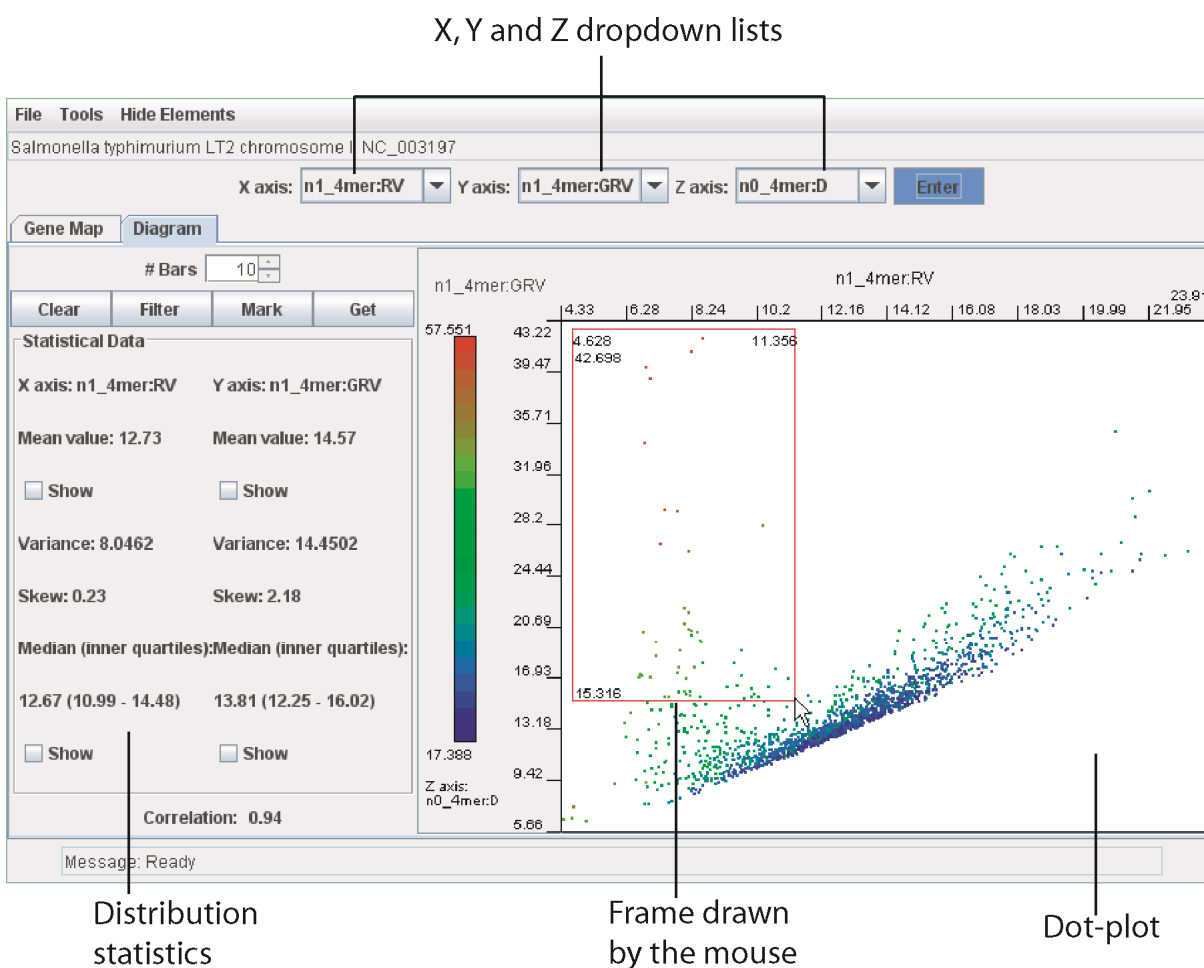 X, Y and Z dropdown lists
File Tools Hide Elements
Salmonella typhimurium LT2 chromosome NC_003197
X axis: n1_4mer:RV Y axis: n1_4mer:GRV Z axis: n0_4mer:D Enter
Gene Map Diagram
# Bars 10
Clear Filter Mark Get
Statistical Data
X axis: n1_4mer:RV Y axis: n1_4mer:GRV
Mean value: 12.73 Mean value: 14.57
Show Show
Variance: 8.0462 Variance: 14.4502
Skew: 0.23 Skew: 2.18
Median (inner quartiles): Median (inner quartiles):
12.67 (10.99 - 14.48) 13.81 (12.25 - 16.02)
Show Show
Correlation: 0.94
n1_4mer:GRV
n1_4mer:RV
23.91
4.33 6.28 8.24 10.2 12.16 14.12 16.08 18.03 19.99 21.95
57.551
17.388
Z axis:
n0_4mer:D
43.22
39.47
35.71
31.96
28.2
24.44
20.69
16.93
13.18
9.42
5.66
4.628 11.356
42.698
15.316
Message: Ready
Distribution
statistics
Frame drawn
by the mouse
Dot-plot